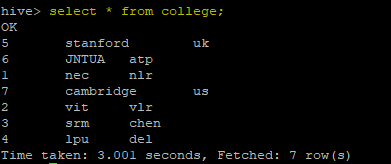 hive> select * from college;
OK
5 stanford uk
6 JNTUA atp
1 nec nlr
7 cambridge us
2 vit vlr
3 srm chen
4 lpu del
Time taken: 3.001 seconds, Fetched: 7 row(s)